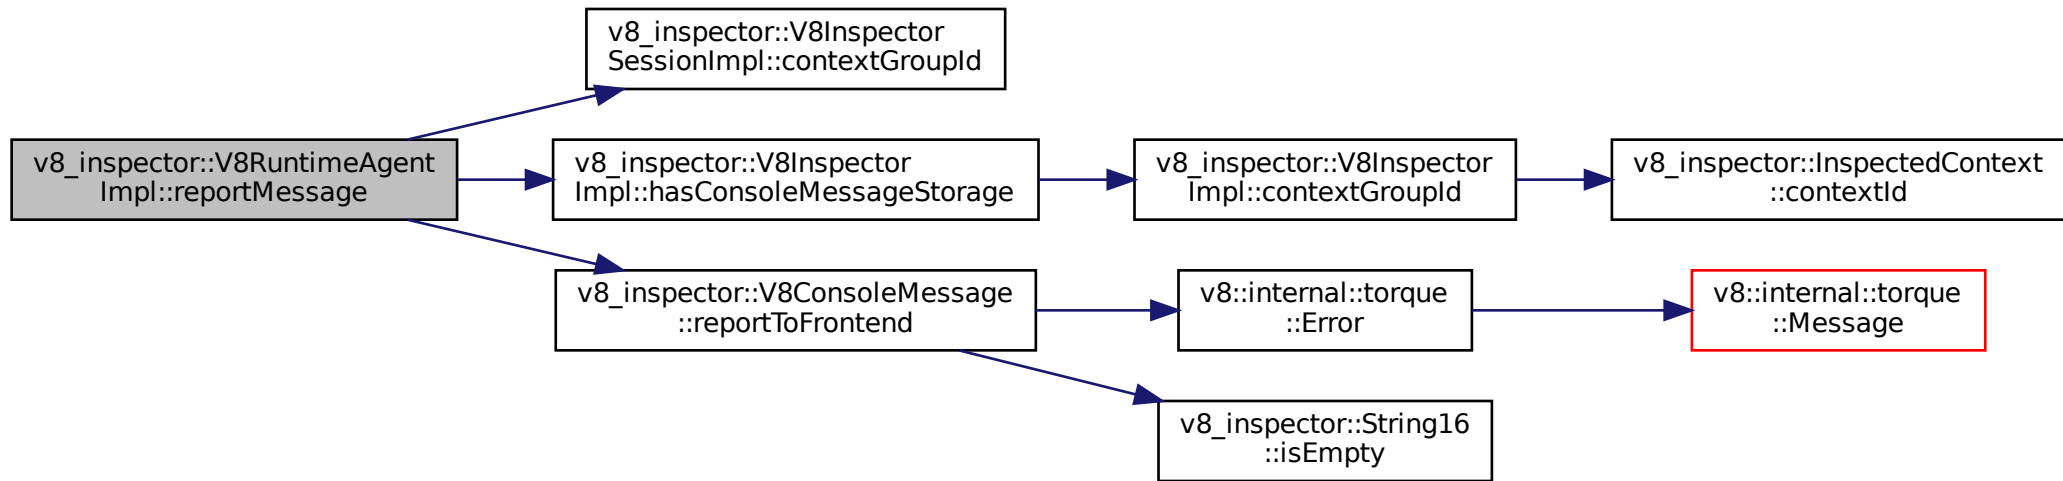 v8_inspector::V8Inspector
SessionImpl::contextGroupId
v8_inspector::V8RuntimeAgent
Impl::reportMessage
v8_inspector::V8Inspector
Impl::hasConsoleMessageStorage
v8_inspector::V8Inspector
Impl::contextGroupId
v8_inspector::InspectedContext
::contextId
v8_inspector::V8ConsoleMessage
::reportToFrontend
v8::internal::torque
::Error
v8::internal::torque
::Message
v8_inspector::String16
::isEmpty